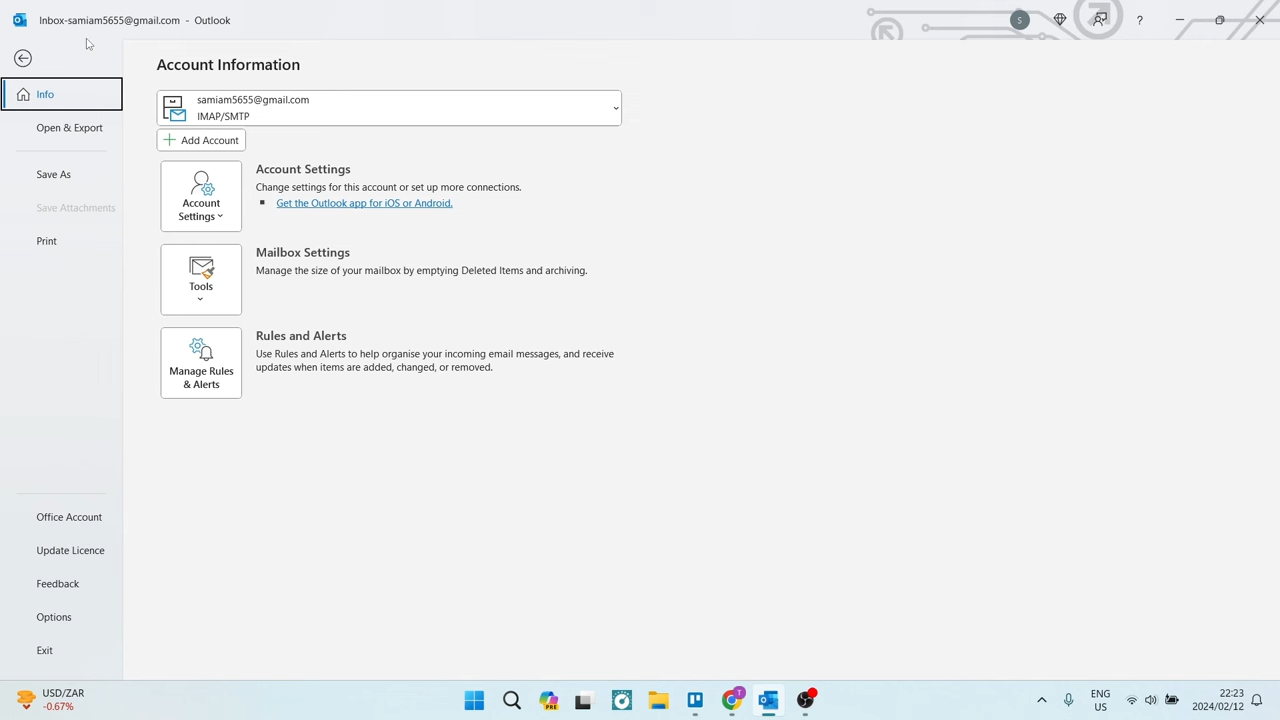 Inbox-samiam5655@gmail.com - Outlook
S
?
Info
Open & Export
Save As
Save Attachments
Print
Office Account
Update Licence
Feedback
Options
Exit
Account Information
samiam5655@gmail.com
IMAP/SMTP
Add Account
Account
Settings
Account Settings
Change settings for this account or set up more connections.
Get the Outlook app for iOS or Android.
Tools
Mailbox Settings
Manage the size of your mailbox by emptying Deleted Items and archiving.
Manage Rules
& Alerts
Rules and Alerts
Use Rules and Alerts to help organise your incoming email messages, and receive
updates when items are added, changed, or removed.
USD/ZAR
-0.67%
PRE
T
ENG
US
22:23
2024/02/12